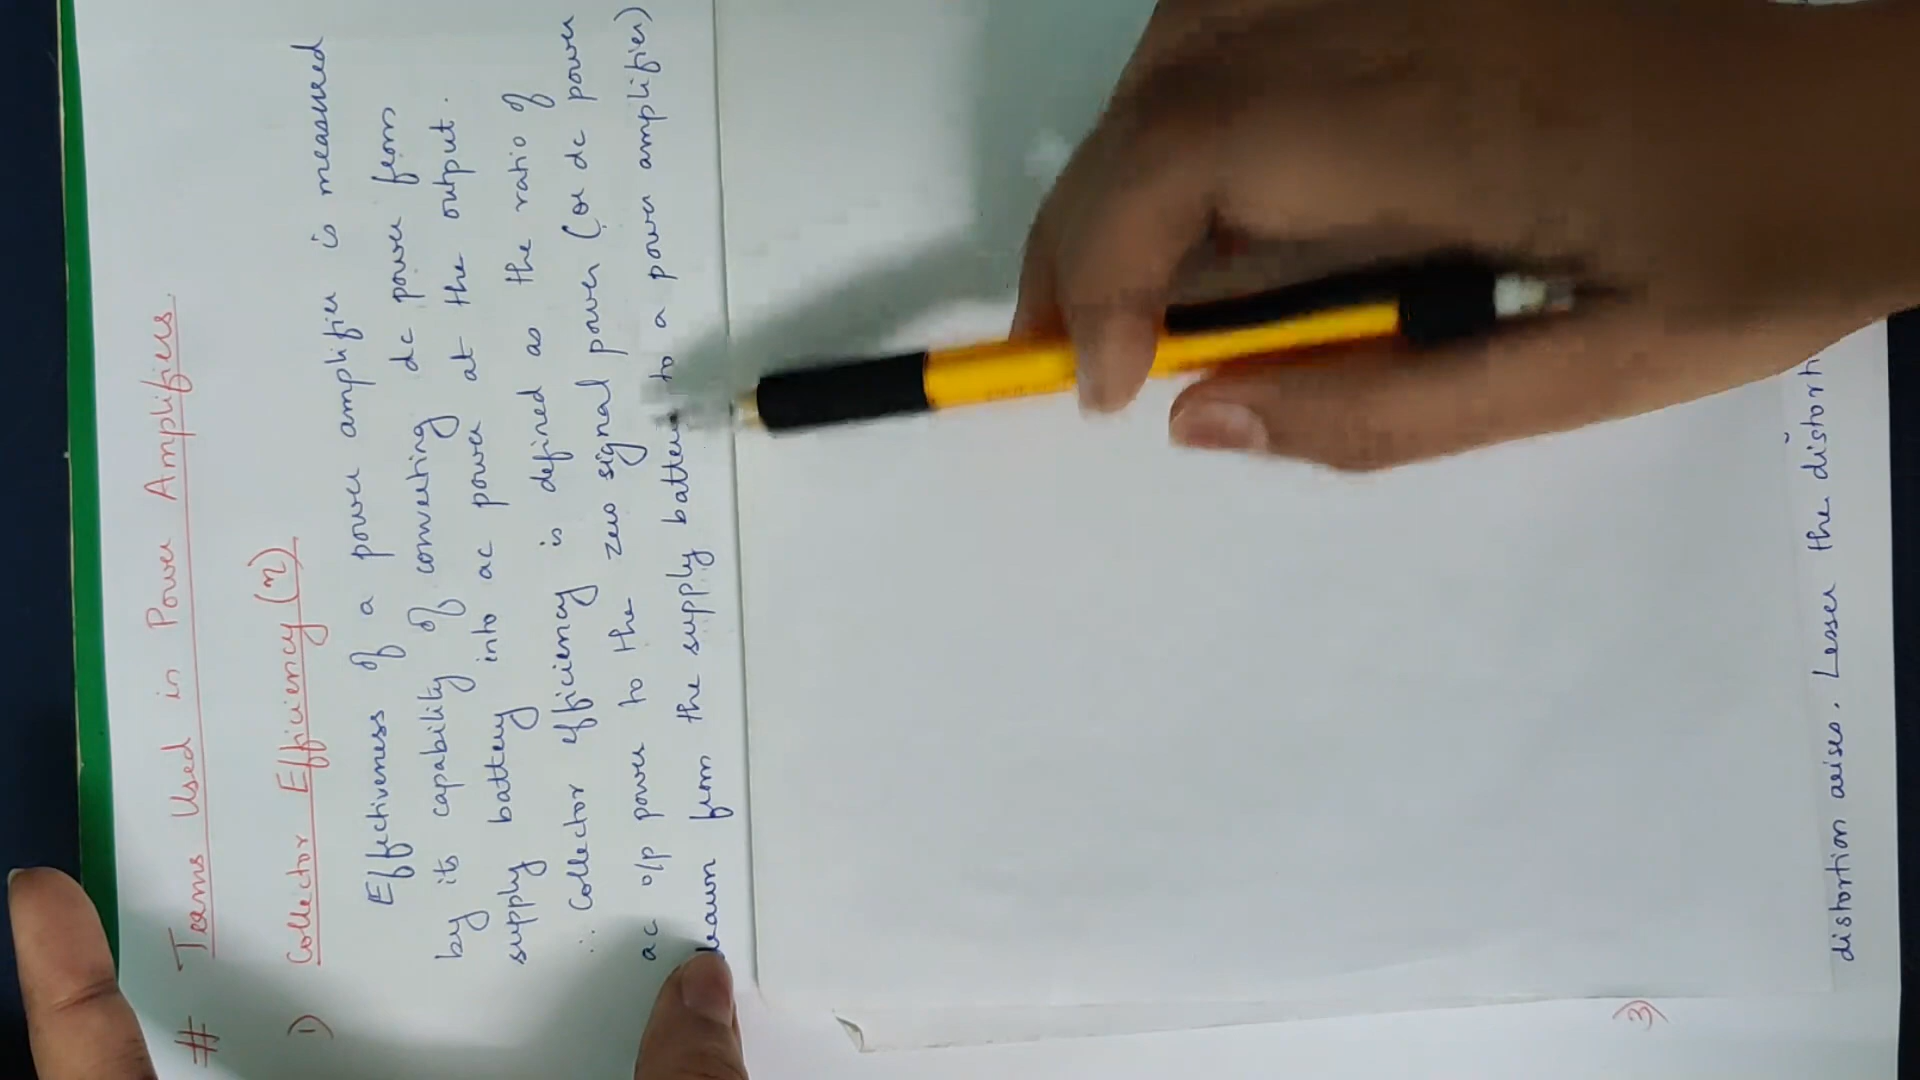 # Terms Used in Power Amplifiers.
1) Collector Efficiency (η)
Effectiveness of a power amplifier is measured
by its capability of converting dc power from
supply battery into ac power at the output.
∴ Collector efficiency is defined as the ratio of
ac o/p power to the zero signal power (or dc power
drawn from the supply battery to a power amplifier)
3)
distortion arises. Lesser the